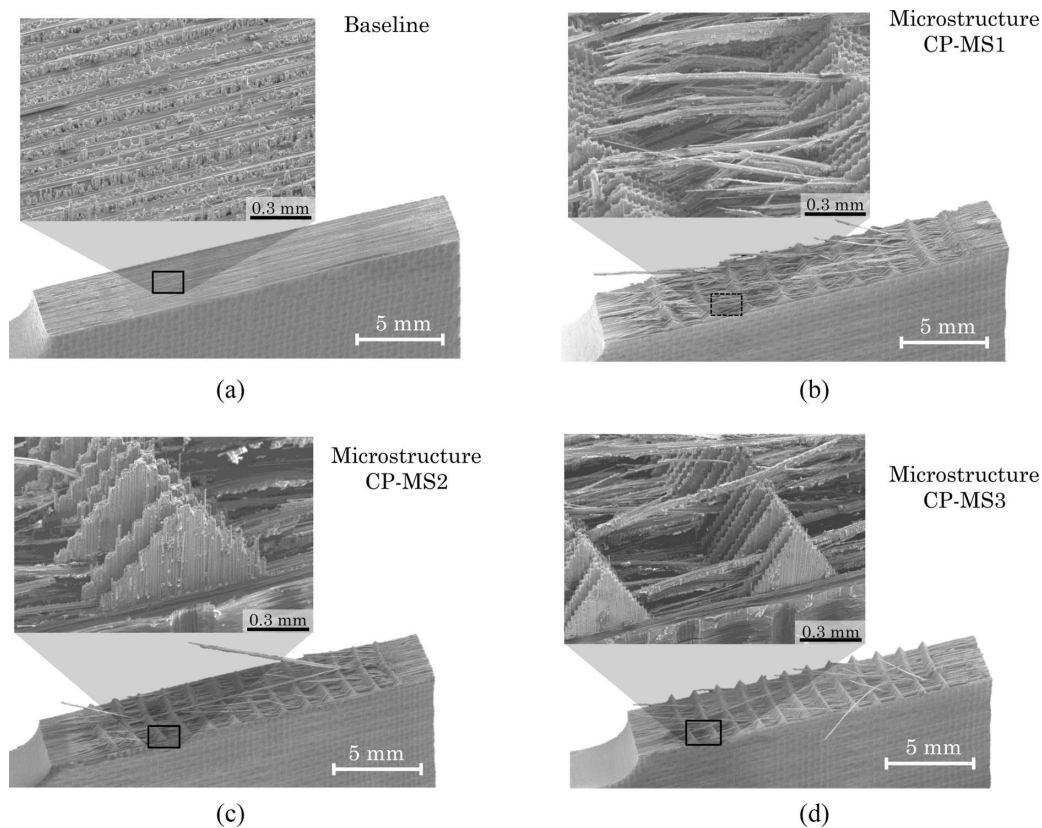 Baseline
0.3 mm
5 mm
(a)
Microstructure
CP-MS1
0.3 mm
5 mm
(b)
Microstructure
CP-MS2
0.3 mm
5 mm
(c)
Microstructure
CP-MS3
0.3 mm
5 mm
(d)